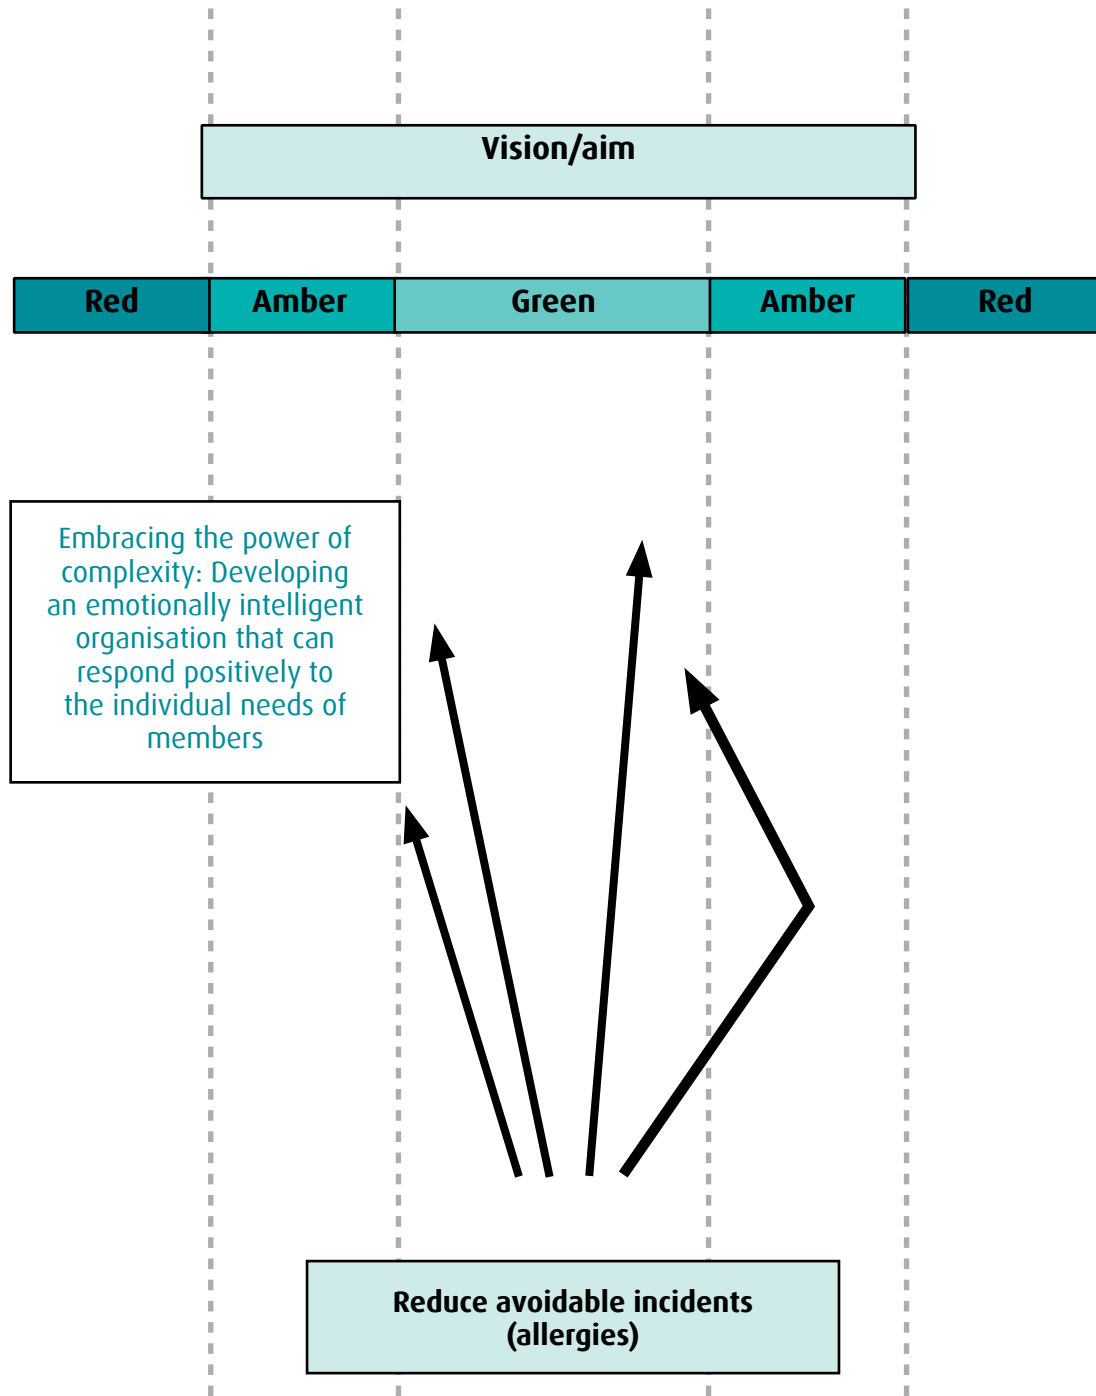 Vision/aim
Red
Amber
Green
Amber
Red
Embracing the power of
complexity: Developing
an emotionally intelligent
organisation that can
respond positively to
the individual needs of
members
Reduce avoidable incidents
(allergies)